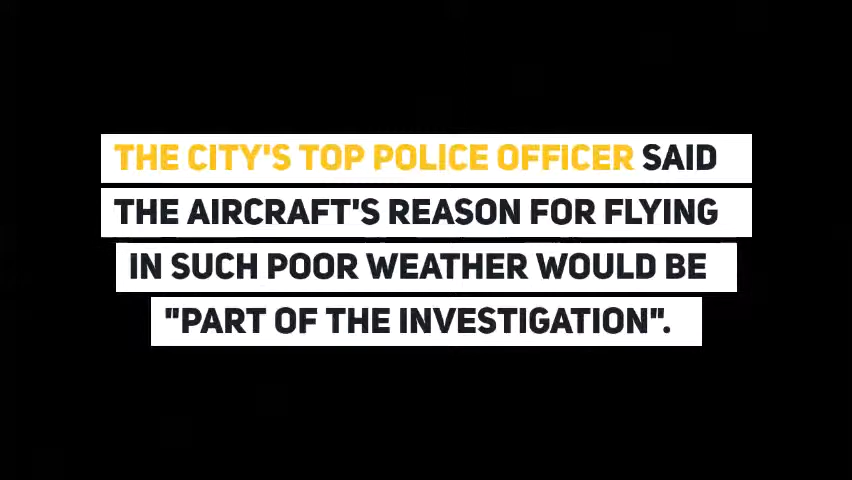 THE CITY'S TOP POLICE OFFICER SAID
THE AIRCRAFT'S REASON FOR FLYING
IN SUCH POOR WEATHER WOULD BE
"PART OF THE INVESTIGATION".